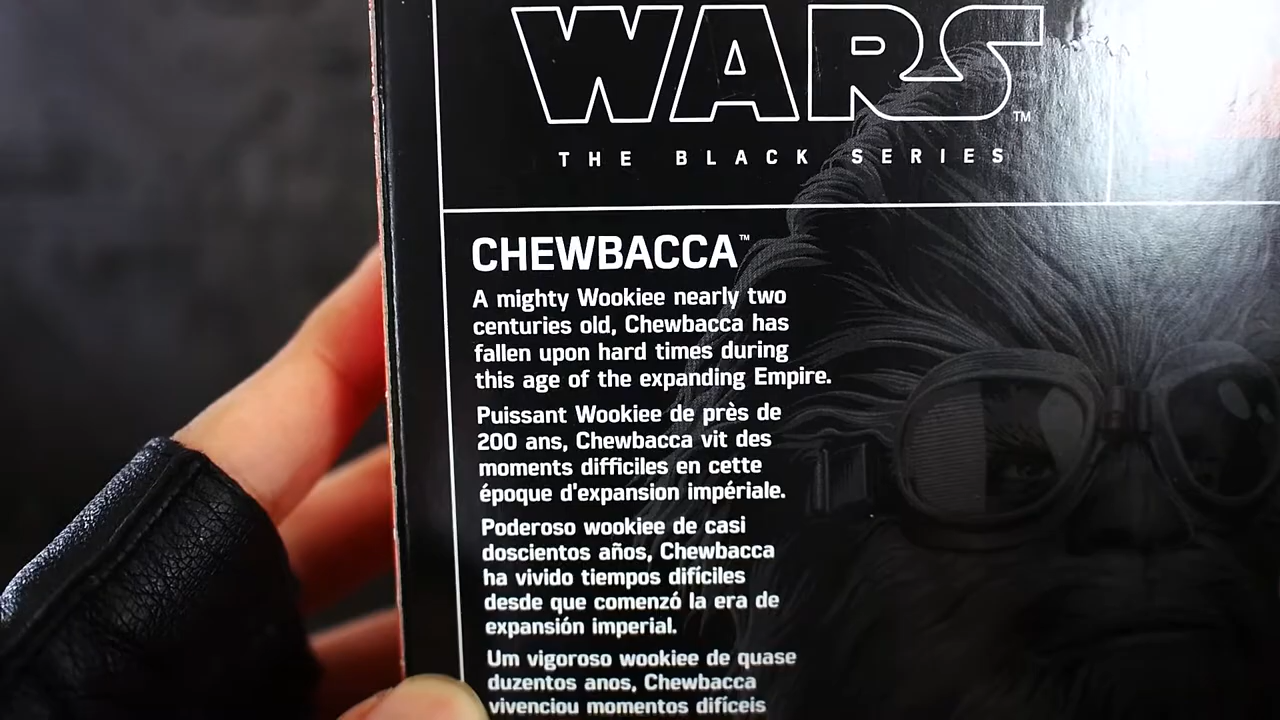 WARS™
THE BLACK SERIES
CHEWBACCA™
A mighty Wookiee nearly two
centuries old, Chewbacca has
fallen upon hard times during
this age of the expanding Empire.
Puissant Wookiee de près de
200 ans, Chewbacca vit des
moments difficiles en cette
époque d'expansion impériale.
Poderoso wookiee de casi
doscientos años, Chewbacca
ha vivido tiempos difíciles
desde que comenzó la era de
expansión imperial.
Um vigoroso wookiee de quase
duzentos anos, Chewbacca
vivenciou momentos difíceis